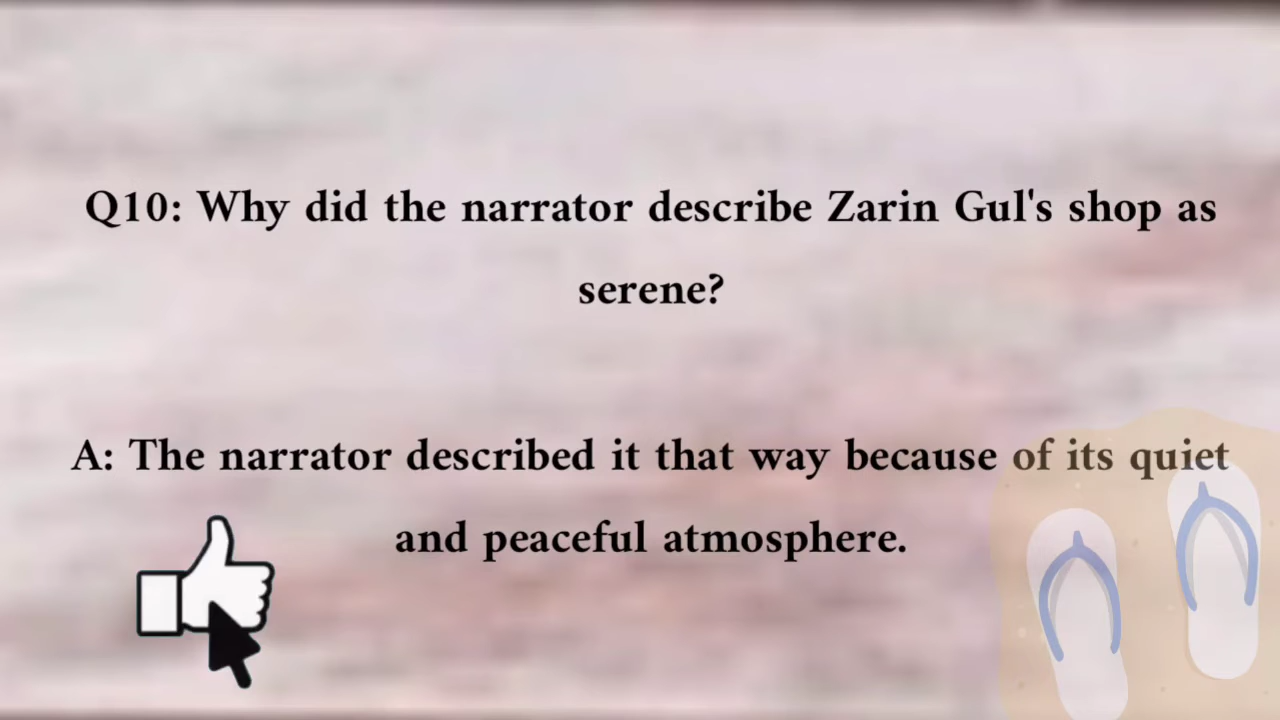 Q10: Why did the narrator describe Zarin Gul's shop as
serene?
A: The narrator described it that way because of its quiet
and peaceful atmosphere.